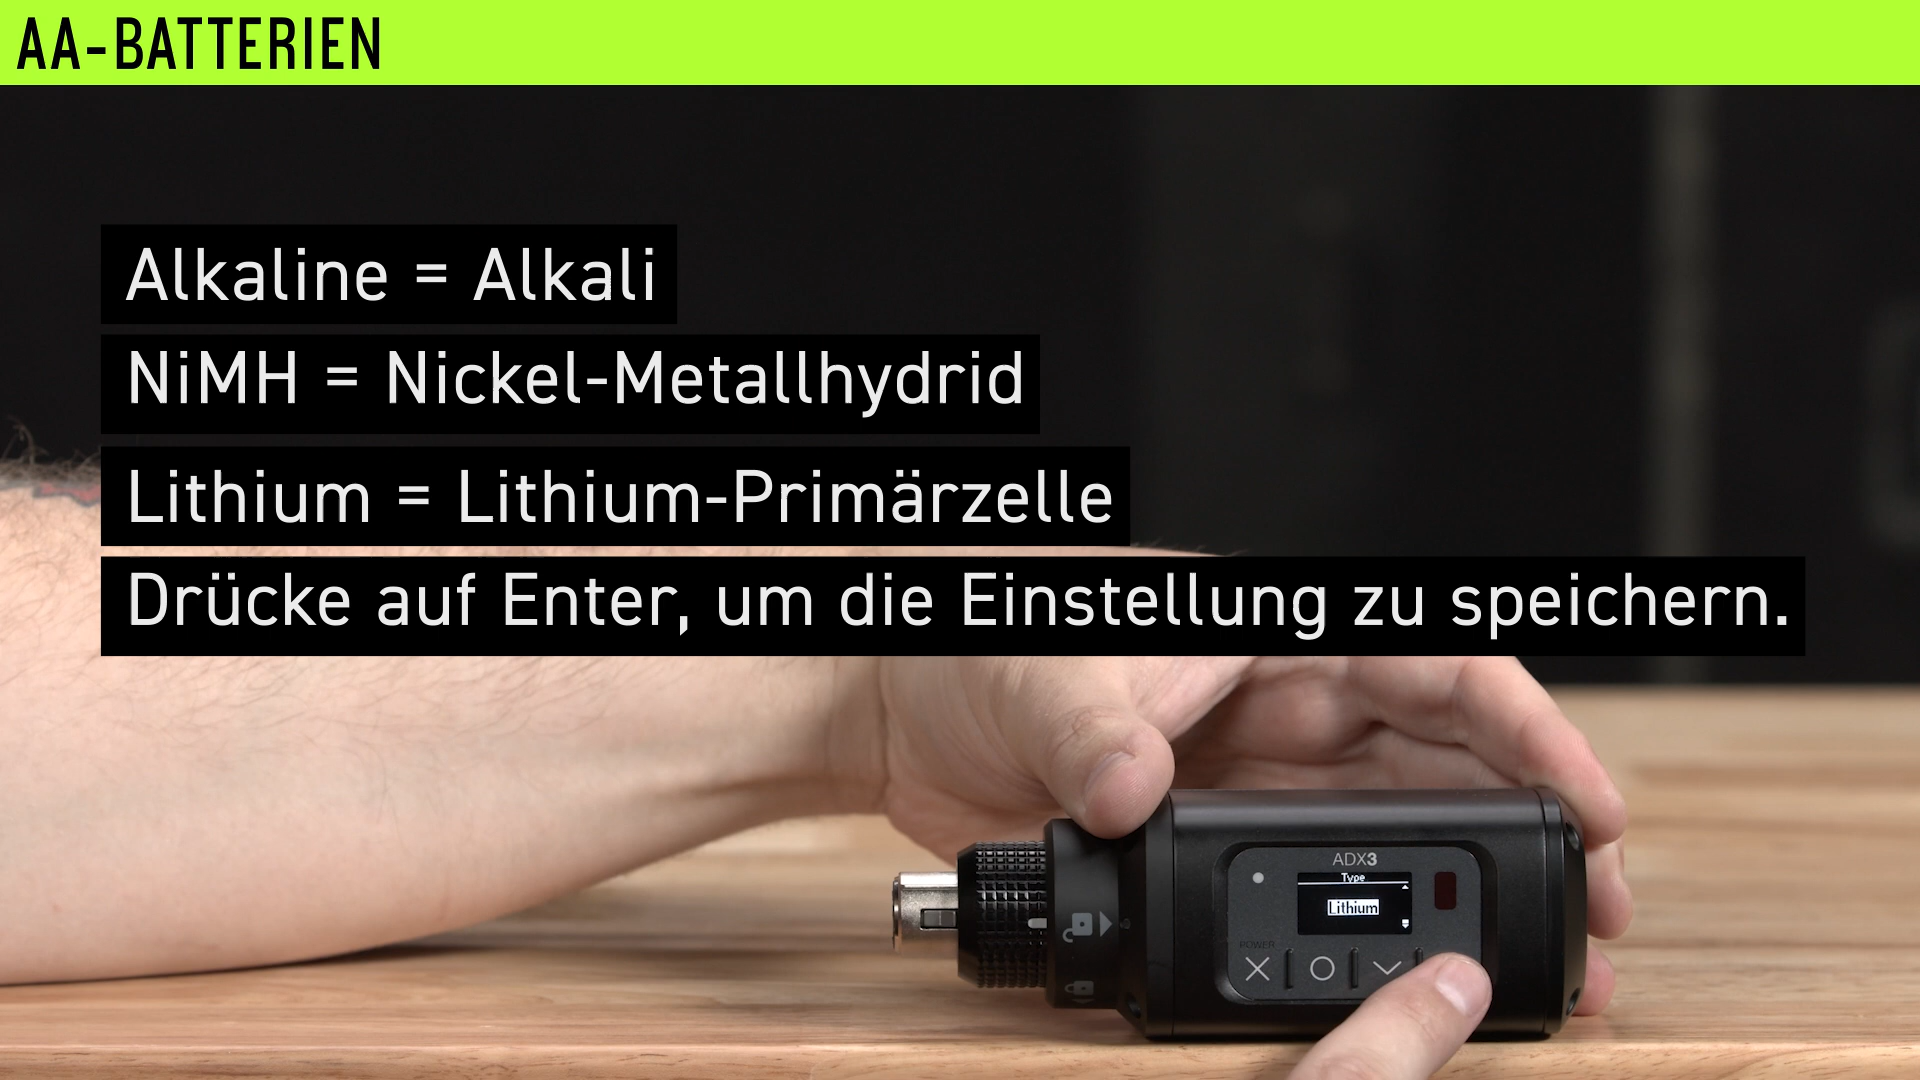 AA-BATTERIEN
Alkaline = Alkali
NiMH = Nickel-Metallhydrid
Lithium = Lithium-Primärzelle
Drücke auf Enter, um die Einstellung zu speichern.
ADX3
Type
Lithium
POWER